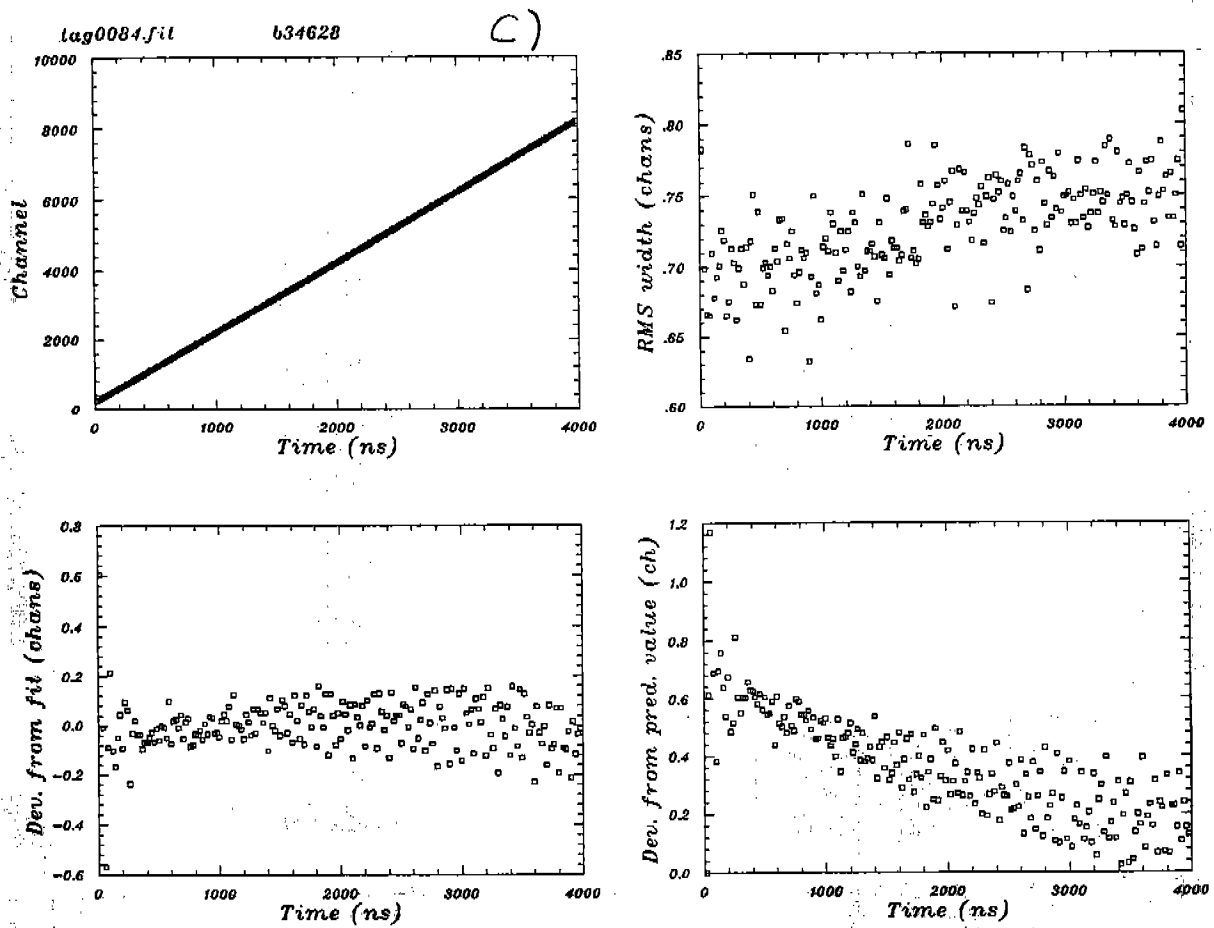 tag0084.fit b34628 C)
10000
8000
6000
4000
2000
0
Channel
0 1000 2000 3000 4000
Time (ns)
.85
.80
.75
.70
.65
.60
RMS width (chans)
0 1000 2000 3000 4000
Time (ns)
0.8
0.6
0.4
0.2
0.0
-0.2
-0.4
-0.6
Dev. from fit (chans)
0 1000 2000 3000 4000
Time (ns)
1.2
1.0
0.8
0.6
0.4
0.2
0.0
Dev. from pred. value (ch)
0 1000 2000 3000 4000
Time (ns)